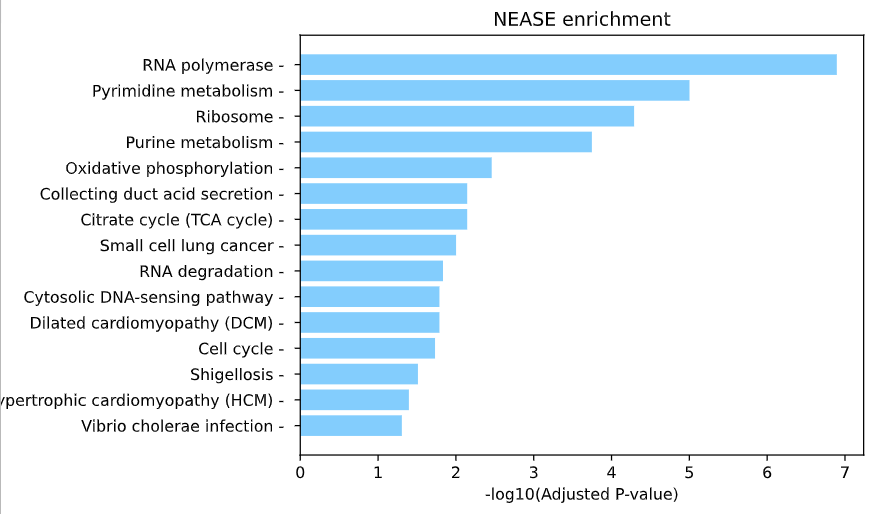 NEASE enrichment
RNA polymerase -
Pyrimidine metabolism -
Ribosome -
Purine metabolism -
Oxidative phosphorylation -
Collecting duct acid secretion -
Citrate cycle (TCA cycle) -
Small cell lung cancer -
RNA degradation -
Cytosolic DNA-sensing pathway -
Dilated cardiomyopathy (DCM) -
Cell cycle -
Shigellosis -
ypertrophic cardiomyopathy (HCM) -
Vibrio cholerae infection -
0 1 2 3 4 5 6 7
-log10(Adjusted P-value)